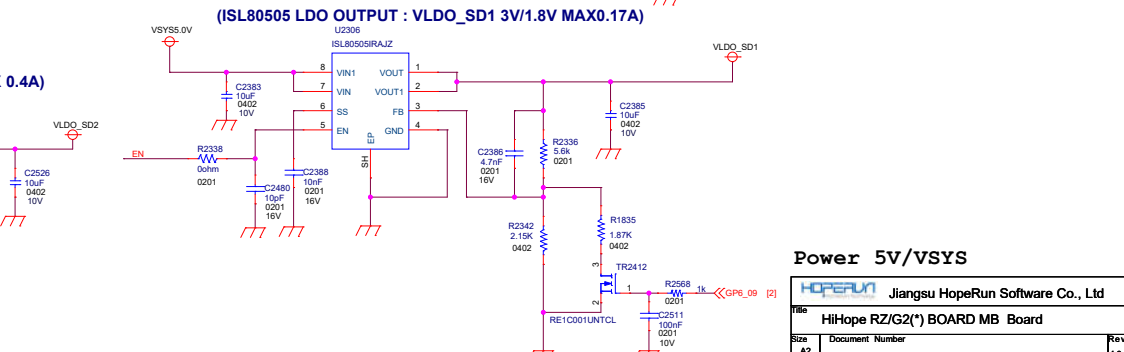 (ISL80505 LDO OUTPUT : VLDO_SD1 3V/1.8V MAX0.17A)
0.4A)
VSYS5.0V
U2306
ISL80505IRAJZ
8 VIN1 VOUT 1
7 VIN VOUT1 2
6 SS FB 3
5 EN GND 4
EP
SH
VLDO_SD1
C2383
10uF
0402
10V
C2385
10uF
0402
10V
VLDO_SD2
C2526
10uF
0402
10V
EN
R2338
0ohm
0201
C2480
10pF
0201
16V
C2388
10nF
0201
16V
C2386
4.7nF
0201
16V
R2336
5.6k
0201
R2342
2.15K
0402
R1835
1.87K
0402
TR2412
3
1
2
RE1C001UNTCL
R2568
1k
0201
GP6_09 [2]
C2511
100nF
0201
10V
Power 5V/VSYS
HOPERUN
Jiangsu HopeRun Software Co., Ltd
Title
HiHope RZ/G2(*) BOARD MB Board
Size Document Number Rev
A2